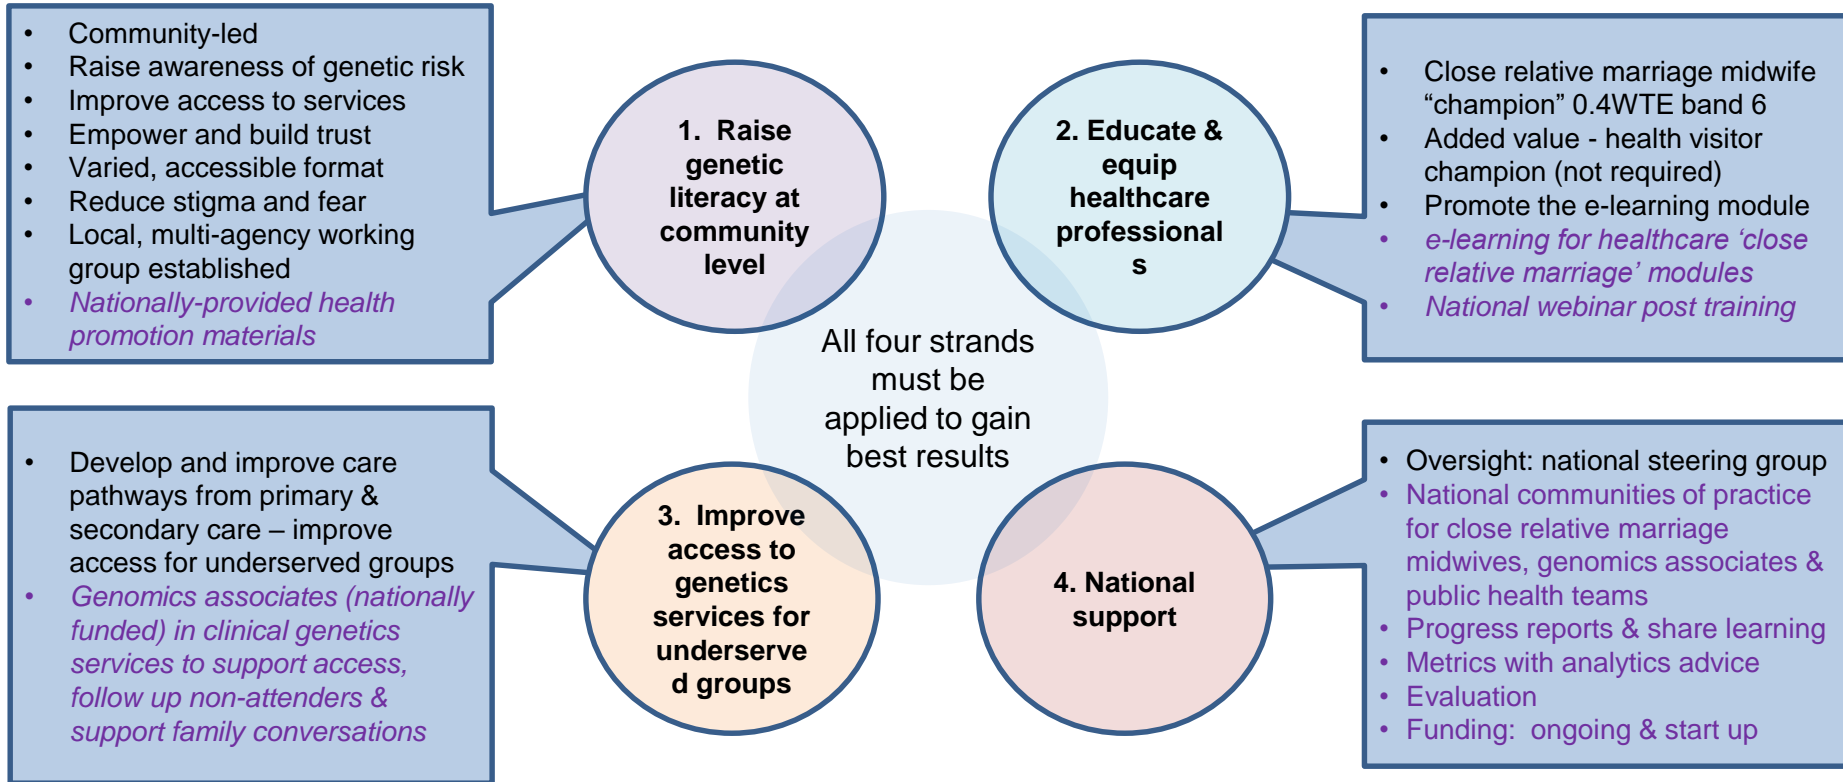 • Community-led
• Raise awareness of genetic risk
• Improve access to services
• Empower and build trust
• Varied, accessible format
• Reduce stigma and fear
• Local, multi-agency working
group established
• Nationally-provided health
promotion materials
1. Raise
genetic
literacy at
community
level
2. Educate &
equip
healthcare
professional
s
• Close relative marriage midwife
“champion” 0.4WTE band 6
• Added value - health visitor
champion (not required)
• Promote the e-learning module
• e-learning for healthcare ‘close
relative marriage’ modules
• National webinar post training
All four strands
must be
applied to gain
best results
• Develop and improve care
pathways from primary &
secondary care – improve
access for underserved groups
• Genomics associates (nationally
funded) in clinical genetics
services to support access,
follow up non-attenders &
support family conversations
3. Improve
access to
genetics
services for
underserve
d groups
4. National
support
• Oversight: national steering group
• National communities of practice
for close relative marriage
midwives, genomics associates &
public health teams
• Progress reports & share learning
• Metrics with analytics advice
• Evaluation
• Funding: ongoing & start up